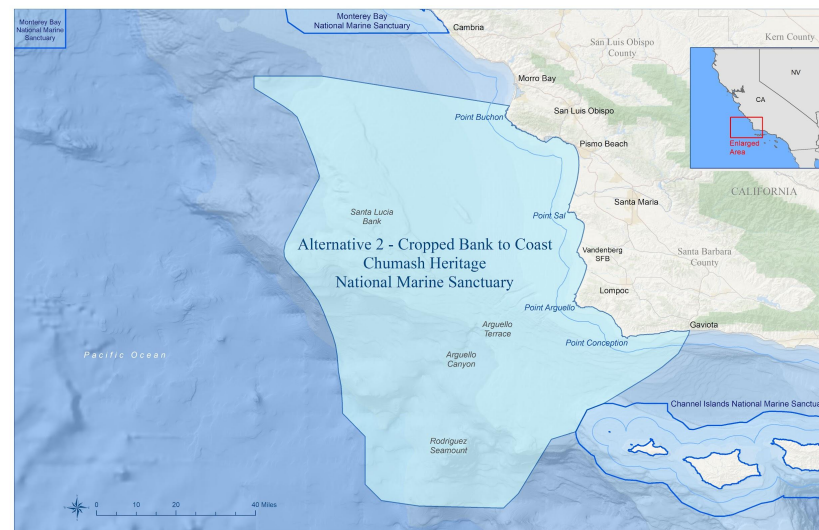 Monterey Bay
National Marine
Sanctuary
Monterey Bay
National Marine Sanctuary
Cambria
San Luis Obispo
County
Kern County
NV
CA
Enlarged
Area
Morro Bay
San Luis Obispo
Point Buchon
Pismo Beach
CALIFORNIA
Santa Maria
Santa Lucia
Bank
Point Sal
Alternative 2 - Cropped Bank to Coast
Chumash Heritage
National Marine Sanctuary
Vandenberg
SFB
Santa Barbara
County
Lompoc
Point Arguello
Arguello
Terrace
Gaviota
Point Conception
Pacific Ocean
Arguello
Canyon
Channel Islands National Marine Sanctua
Rodriguez
Seamount
0 10 20 40 Miles